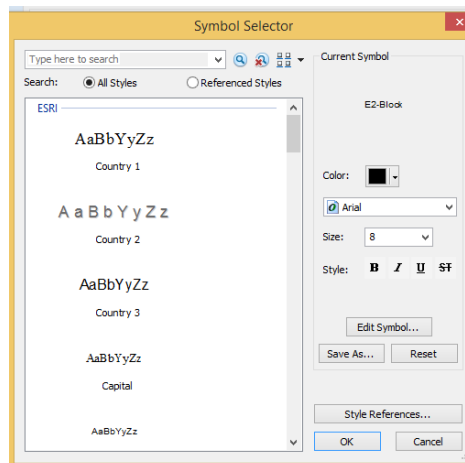 Symbol Selector
Type here to search
Search:
All Styles
Referenced Styles
ESRI
AaBbYyZz
Country 1
AaBbYyZz
Country 2
AaBbYyZz
Country 3
AaBbYyZz
Capital
AaBbYyZz
Current Symbol
E2-Block
Color:
Arial
Size:
8
Style:
B I U ST
Edit Symbol...
Save As...
Reset
Style References...
OK
Cancel